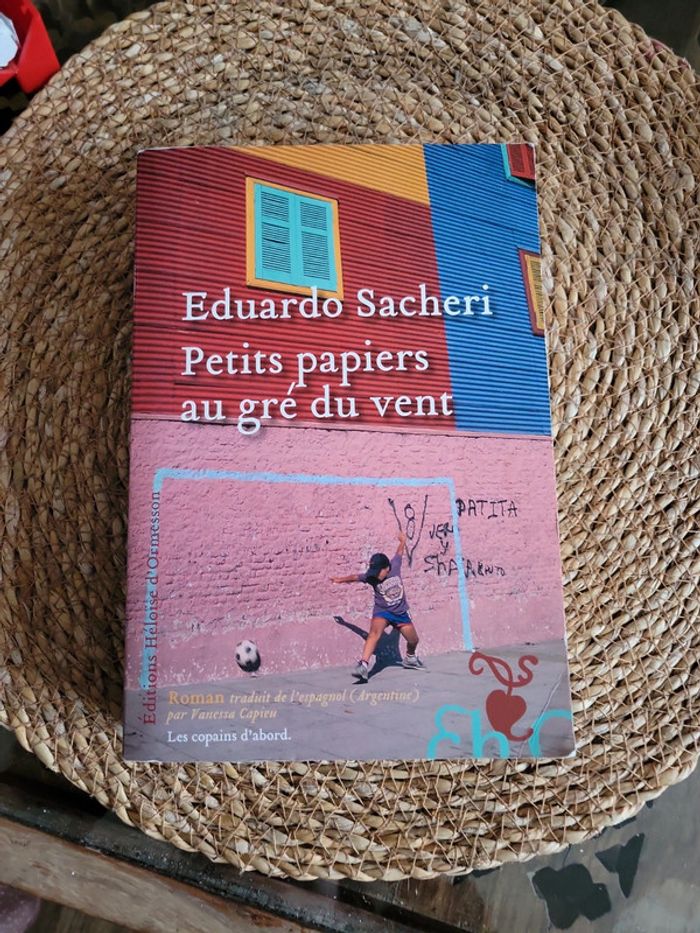 Eduardo Sacheri
Petits papiers
au gré du vent
PATITA
VEN
Y
Éditions Héloïse d'Ormesson
Roman traduit de l'espagnol (Argentine)
par Vanessa Capieu
Les copains d'abord.